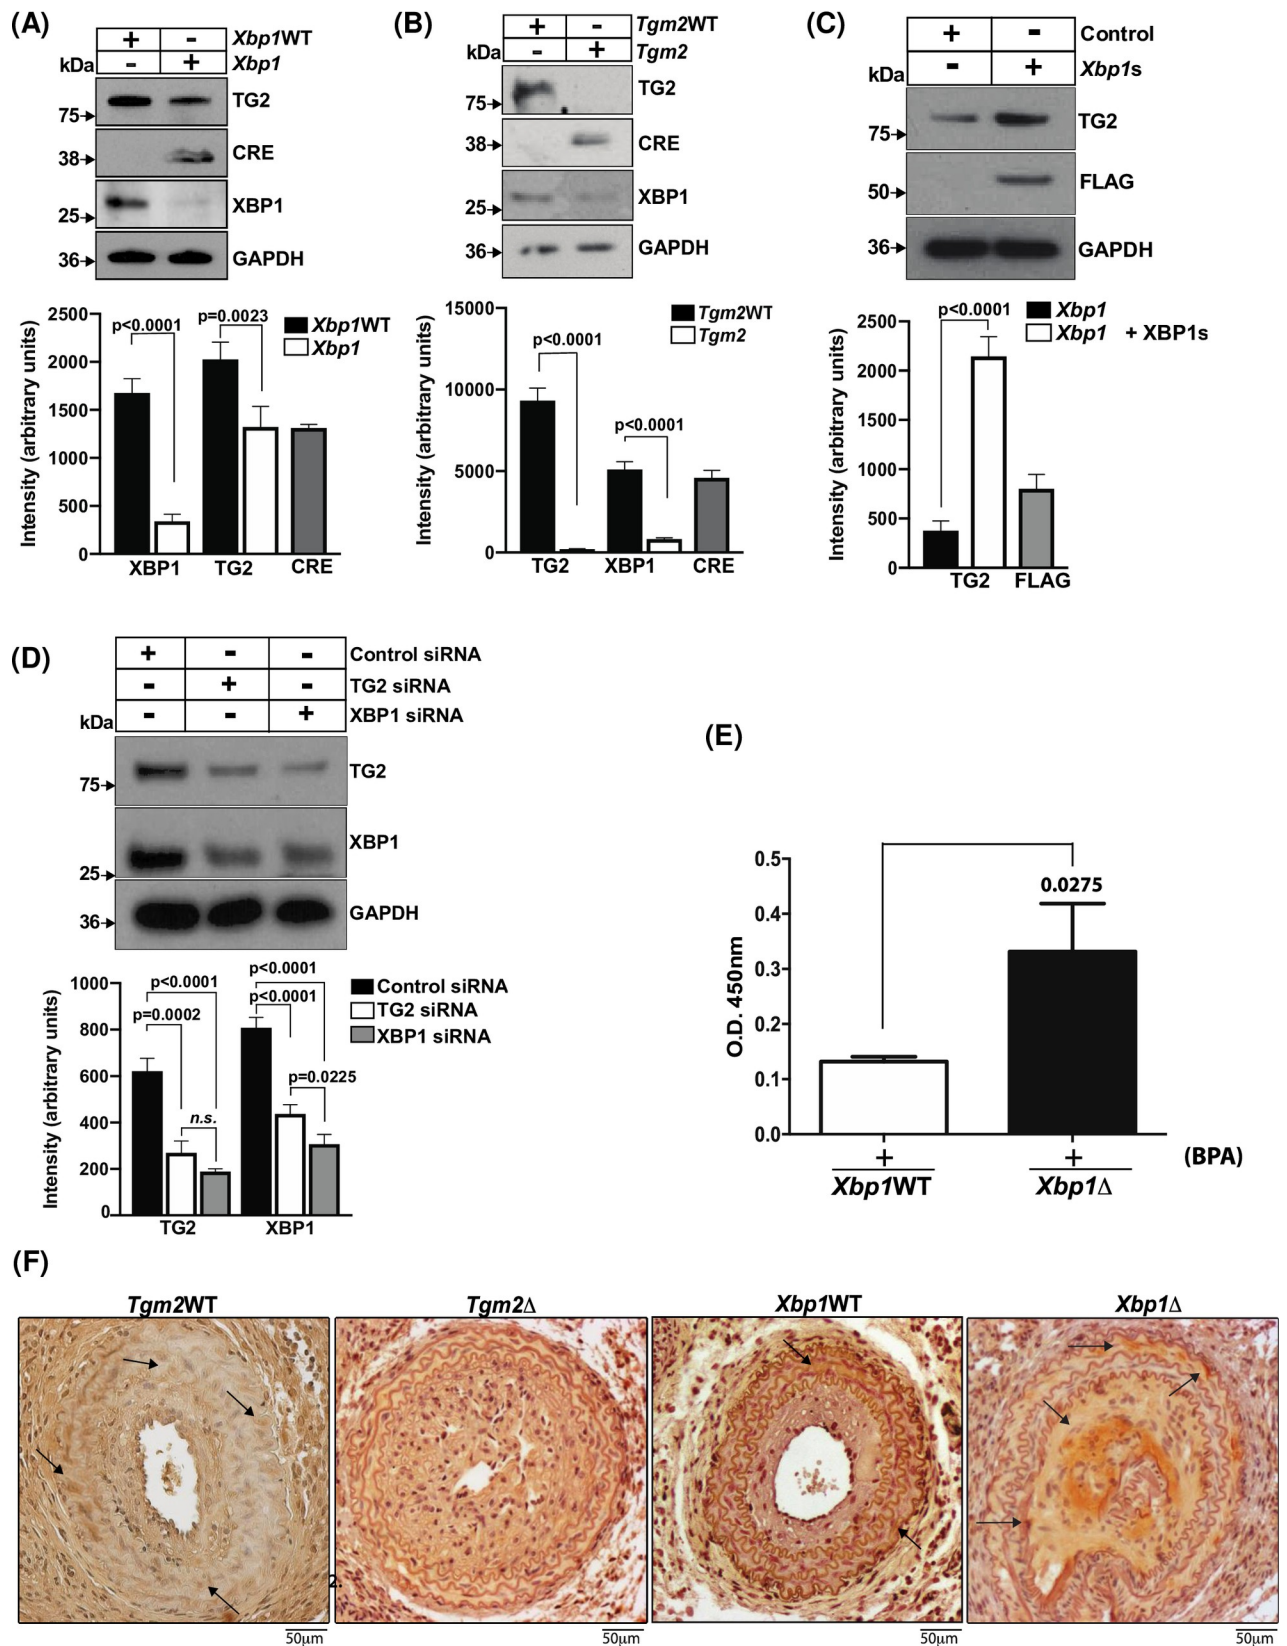 (A)
+ - Xbp1WT
kDa - + Xbp1
TG2
75
CRE
38
XBP1
25
36 GAPDH
2500
2000
1500
1000
500
0
Intensity (arbitrary units)
p<0.0001
p=0.0023
Xbp1WT
Xbp1
XBP1 TG2 CRE
(B)
+ - Tgm2WT
kDa - + Tgm2
TG2
75
38 CRE
XBP1
25
36 GAPDH
15000
10000
5000
0
Intensity (arbitrary units)
p<0.0001
p<0.0001
Tgm2WT
Tgm2
TG2 XBP1 CRE
(C)
+ - Control
kDa - + Xbp1s
TG2
75
FLAG
50
36 GAPDH
2500
2000
1500
1000
500
0
Intensity (arbitrary units)
p<0.0001
Xbp1
Xbp1 + XBP1s
TG2 FLAG
(D)
+ - - Control siRNA
- + - TG2 siRNA
kDa - - + XBP1 siRNA
TG2
75
XBP1
25
GAPDH
36
1000
800
600
400
200
0
Intensity (arbitrary units)
p<0.0001
p=0.0002
n.s.
p<0.0001
p<0.0001
p=0.0225
Control siRNA
TG2 siRNA
XBP1 siRNA
TG2 XBP1
(E)
0.5
0.4
0.3
0.2
0.1
0.0
O.D. 450nm
0.0275
+ + (BPA)
Xbp1WT Xbp1Δ
(F)
Tgm2WT Tgm2Δ Xbp1WT Xbp1Δ
2.
50μm 50μm 50μm 50μm